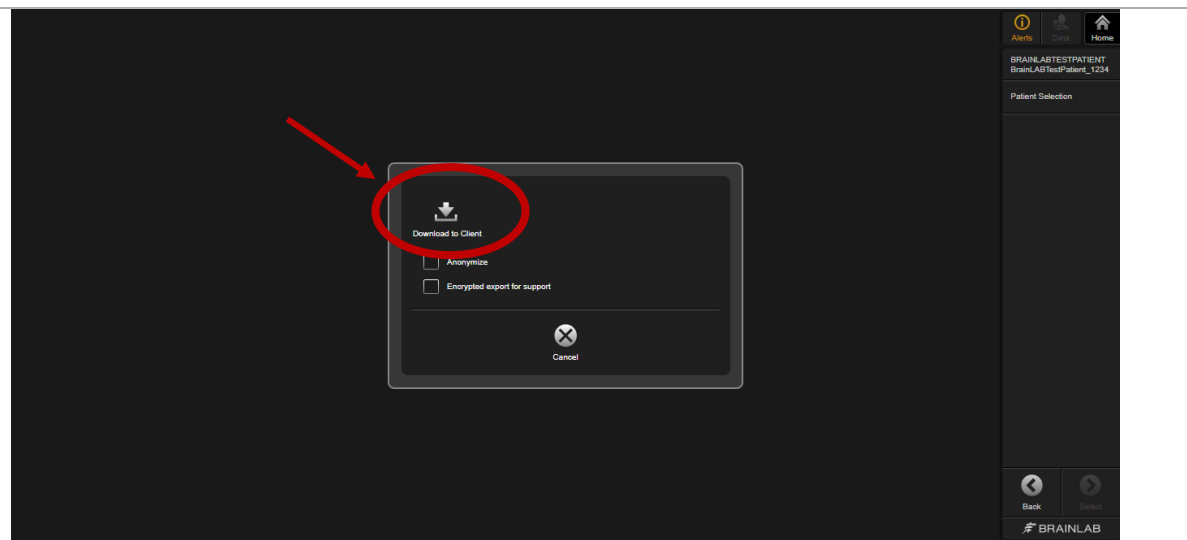 Alerts
Data
Home
BRAINLABTESTPATIENT
BrainLABTestPatient_1234
Patient Selection
Download to Client
Anonymize
Encrypted export for support
Cancel
Back
Select
BRAINLAB